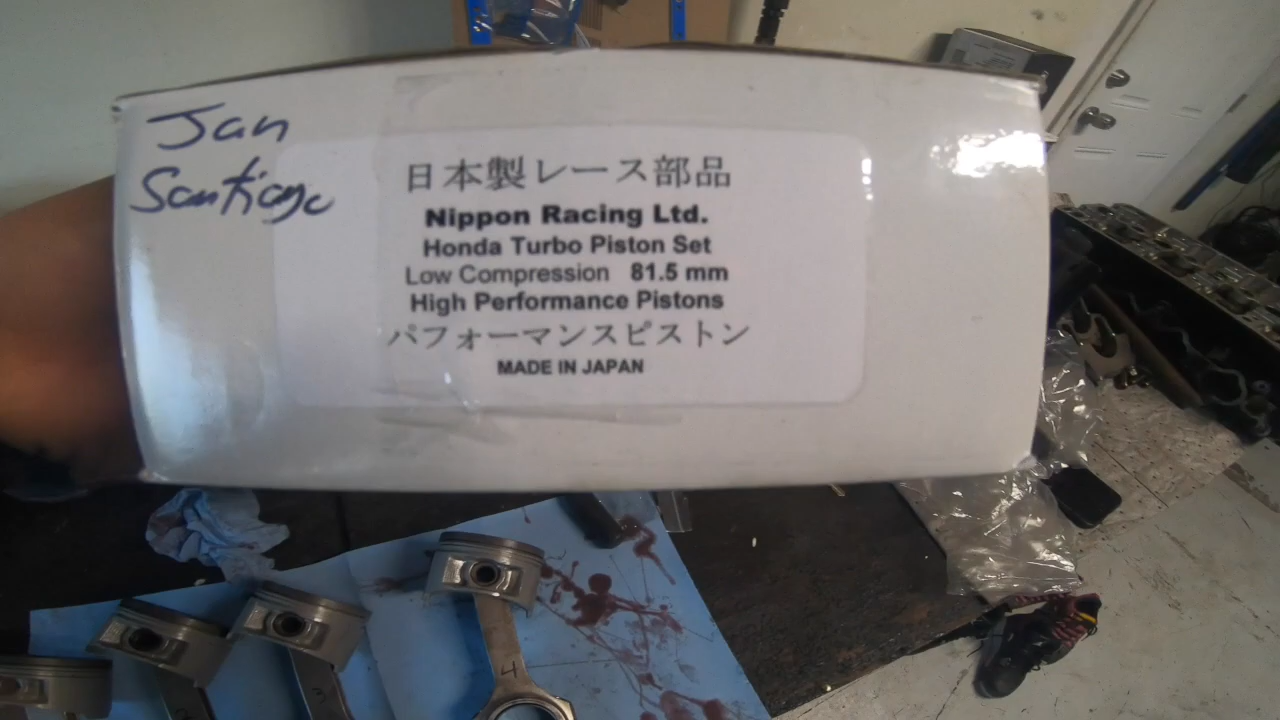 Jan
Santiago
日本製レース部品
Nippon Racing Ltd.
Honda Turbo Piston Set
Low Compression 81.5 mm
High Performance Pistons
パフォーマンスピストン
MADE IN JAPAN
4